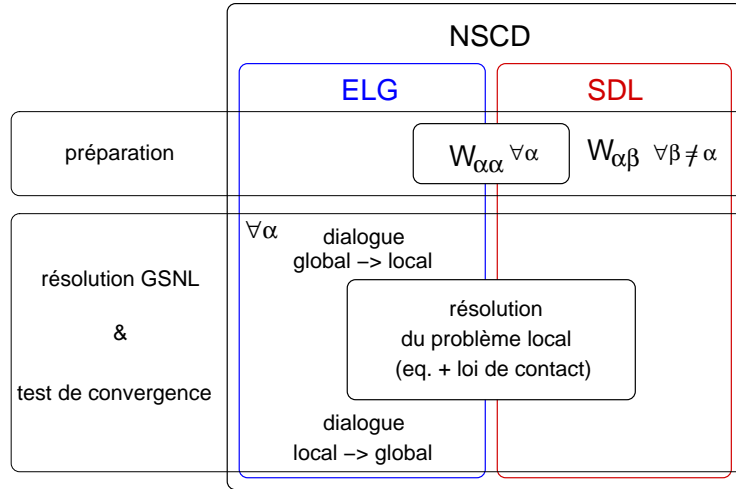 NSCD
ELG
SDL
préparation
Wαα ∀α
Wαβ ∀β ≠ α
∀α
dialogue
global −> local
résolution GSNL
&
test de convergence
résolution
du problème local
(eq. + loi de contact)
dialogue
local −> global